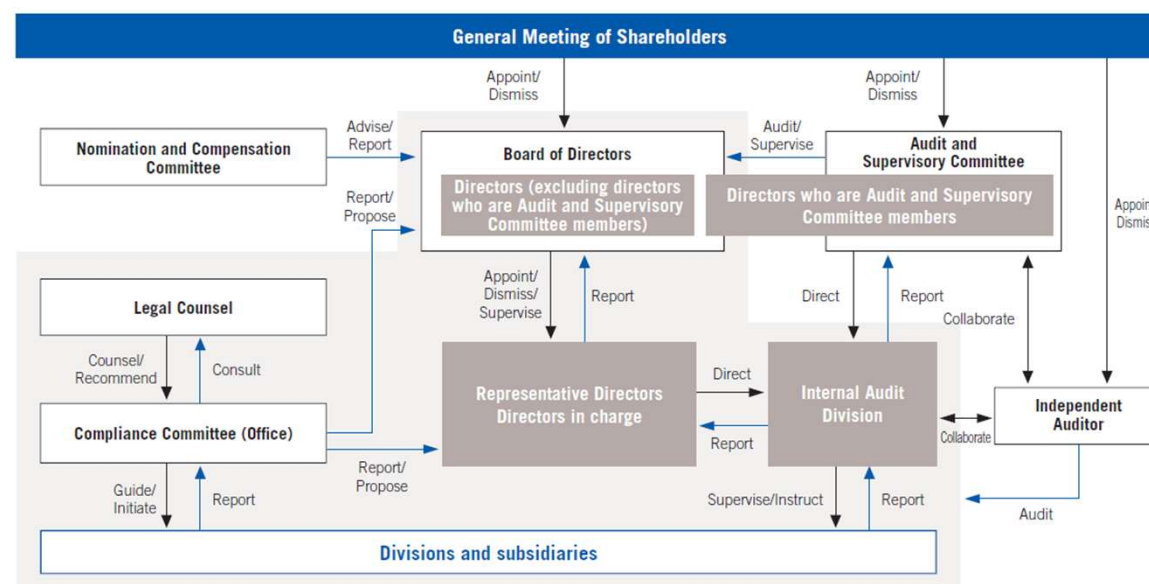 General Meeting of Shareholders
Appoint/
Dismiss
Appoint/
Dismiss
Nomination and Compensation
Committee
Advise/
Report
Board of Directors
Audit/
Supervise
Audit and
Supervisory Committee
Directors (excluding directors
who are Audit and Supervisory
Committee members)
Directors who are Audit and Supervisory
Committee members
Report/
Propose
Appoin
Dismis
Legal Counsel
Appoint/
Dismiss/
Supervise
Report
Direct
Report
Collaborate
Counsel/
Recommend
Consult
Representative Directors
Directors in charge
Direct
Report
Internal Audit
Division
Independent
Auditor
Collaborate
Compliance Committee (Office)
Report/
Propose
Guide/
Initiate
Report
Supervise/Instruct
Report
Audit
Divisions and subsidiaries